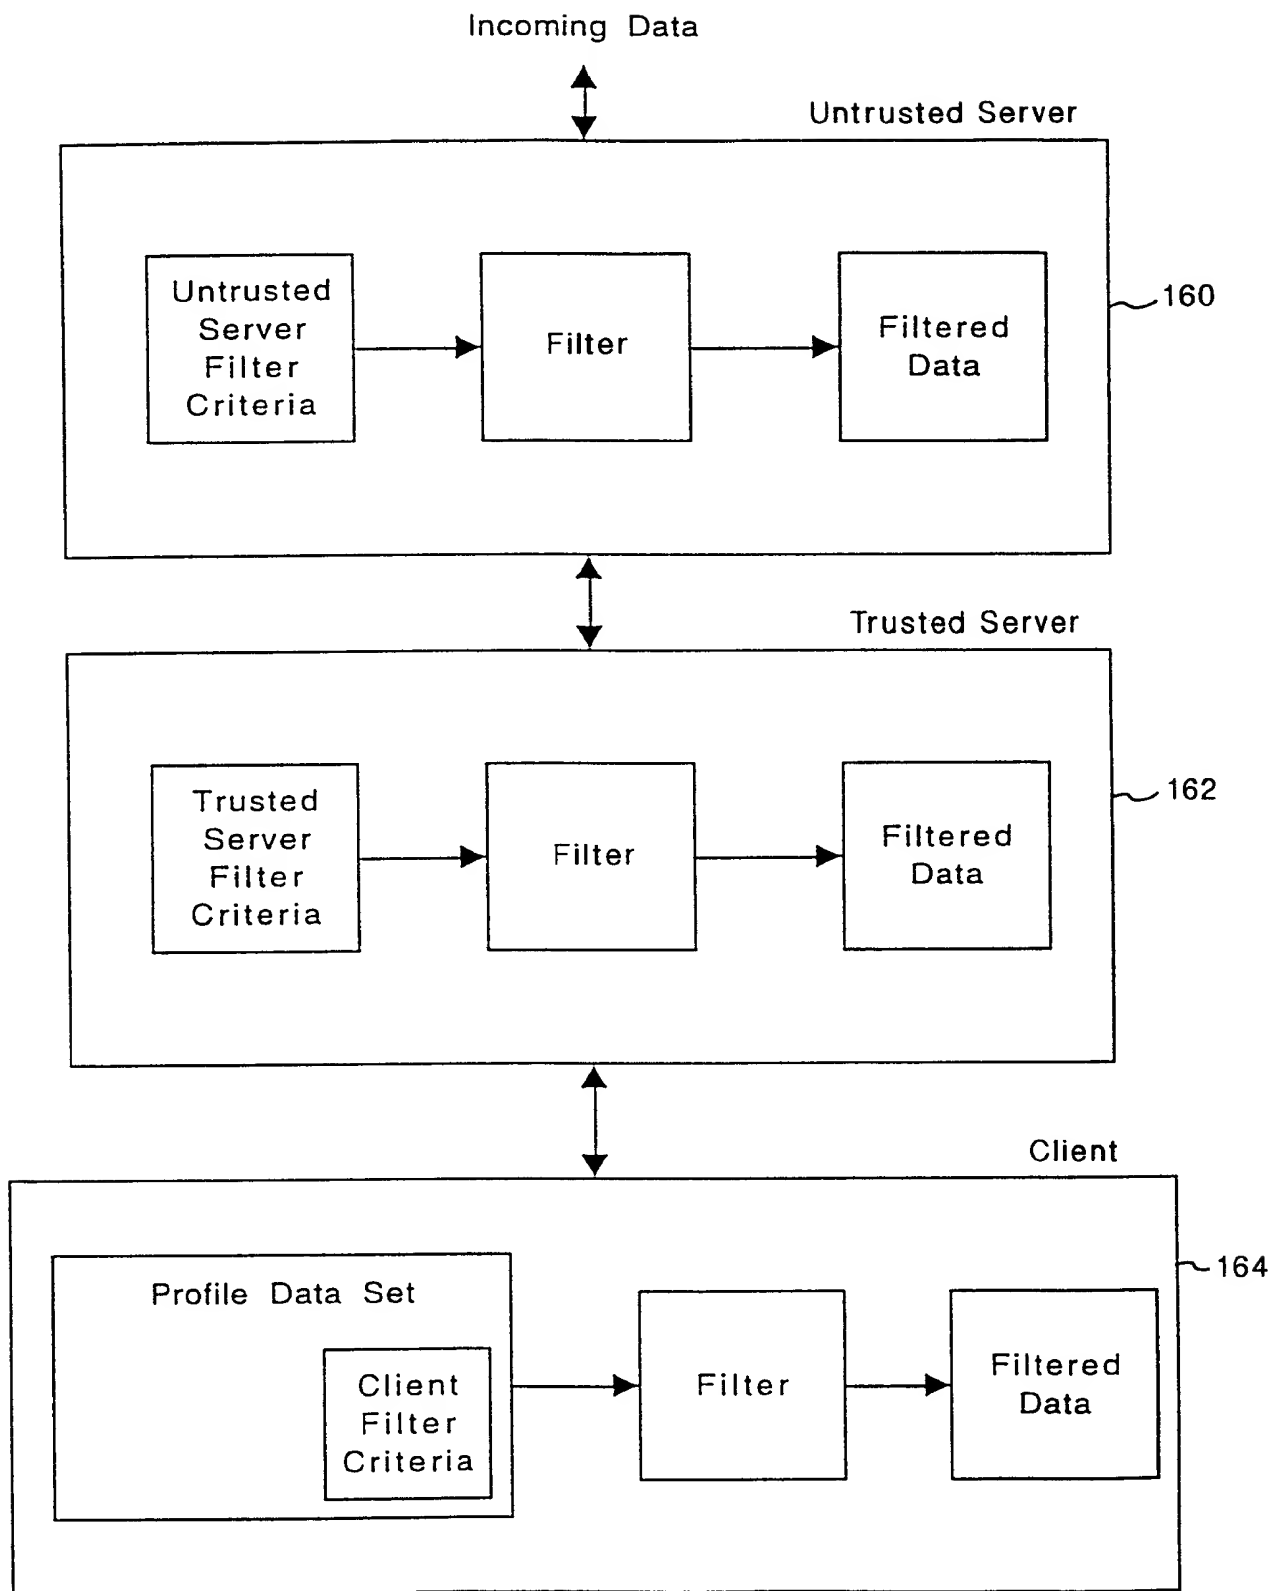 Incoming Data
Untrusted Server
Untrusted
Server
Filter
Criteria
Filter
Filtered
Data
160
Trusted Server
Trusted
Server
Filter
Criteria
Filter
Filtered
Data
162
Client
Profile Data Set
Client
Filter
Criteria
Filter
Filtered
Data
164